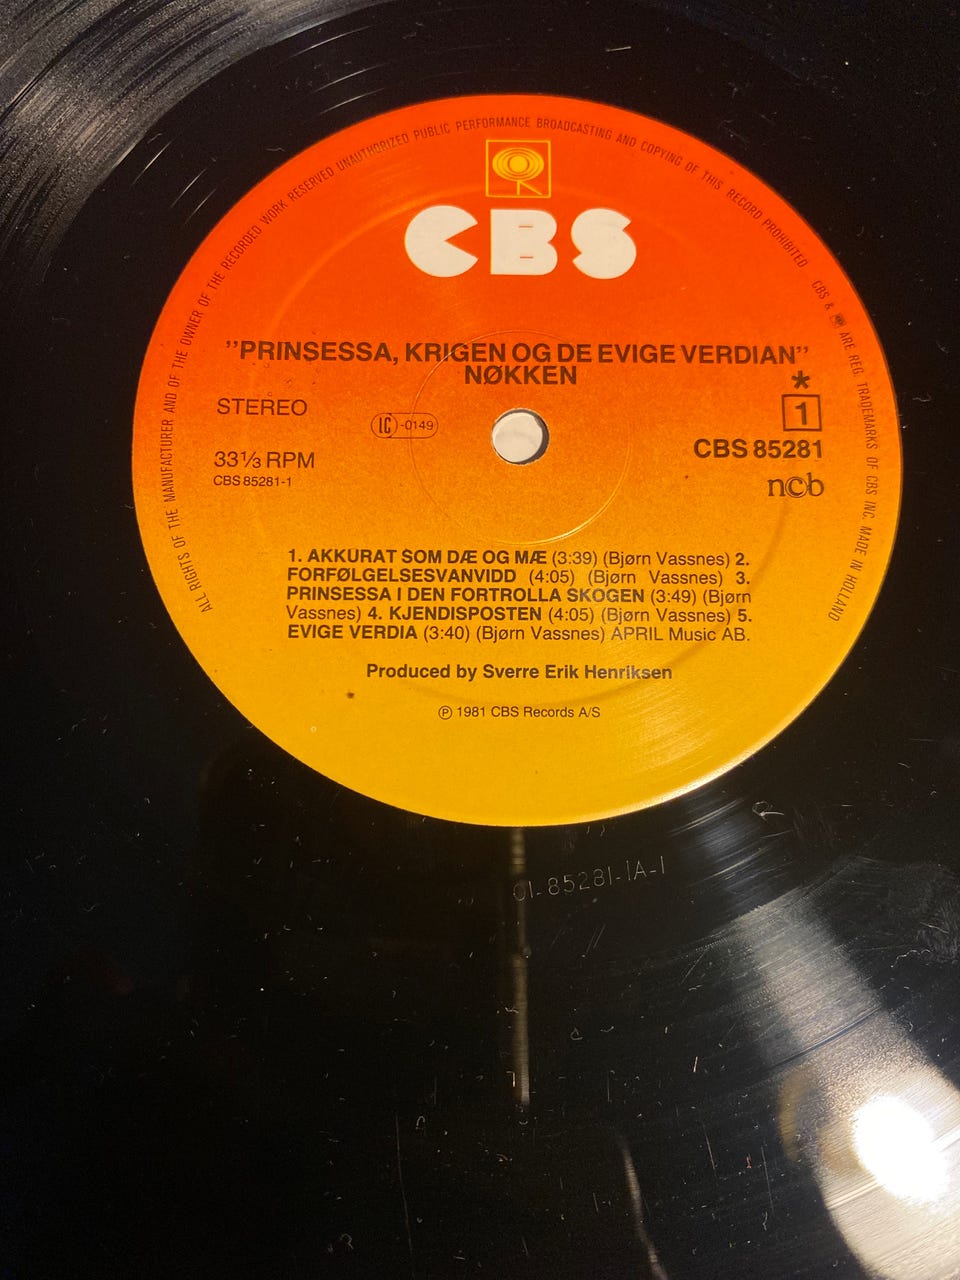 ALL RIGHTS OF THE MANUFACTURER AND OF THE OWNER OF THE RECORDED WORK RESERVED UNAUTHORIZED PUBLIC PERFORMANCE BROADCASTING AND COPYING OF THIS RECORD PROHIBITED CBS & ARE REG. TRADEMARKS OF CBS INC. MADE IN HOLLAND
CBS
"PRINSESSA, KRIGEN OG DE EVIGE VERDIAN"
NØKKEN
*
STEREO
1
LC-0149
CBS 85281
33⅓ RPM
CBS 85281-1
ncb
1. AKKURAT SOM DÆ OG MÆ (3:39) (Bjørn Vassnes) 2.
FORFØLGELSESVANVIDD (4:05) (Bjørn Vassnes) 3.
PRINSESSA I DEN FORTROLLA SKOGEN (3:49) (Bjørn
Vassnes) 4. KJENDISPOSTEN (4:05) (Bjørn Vassnes) 5.
EVIGE VERDIA (3:40) (Bjørn Vassnes) APRIL Music AB.
Produced by Sverre Erik Henriksen
℗ 1981 CBS Records A/S
01-85281-1A-1